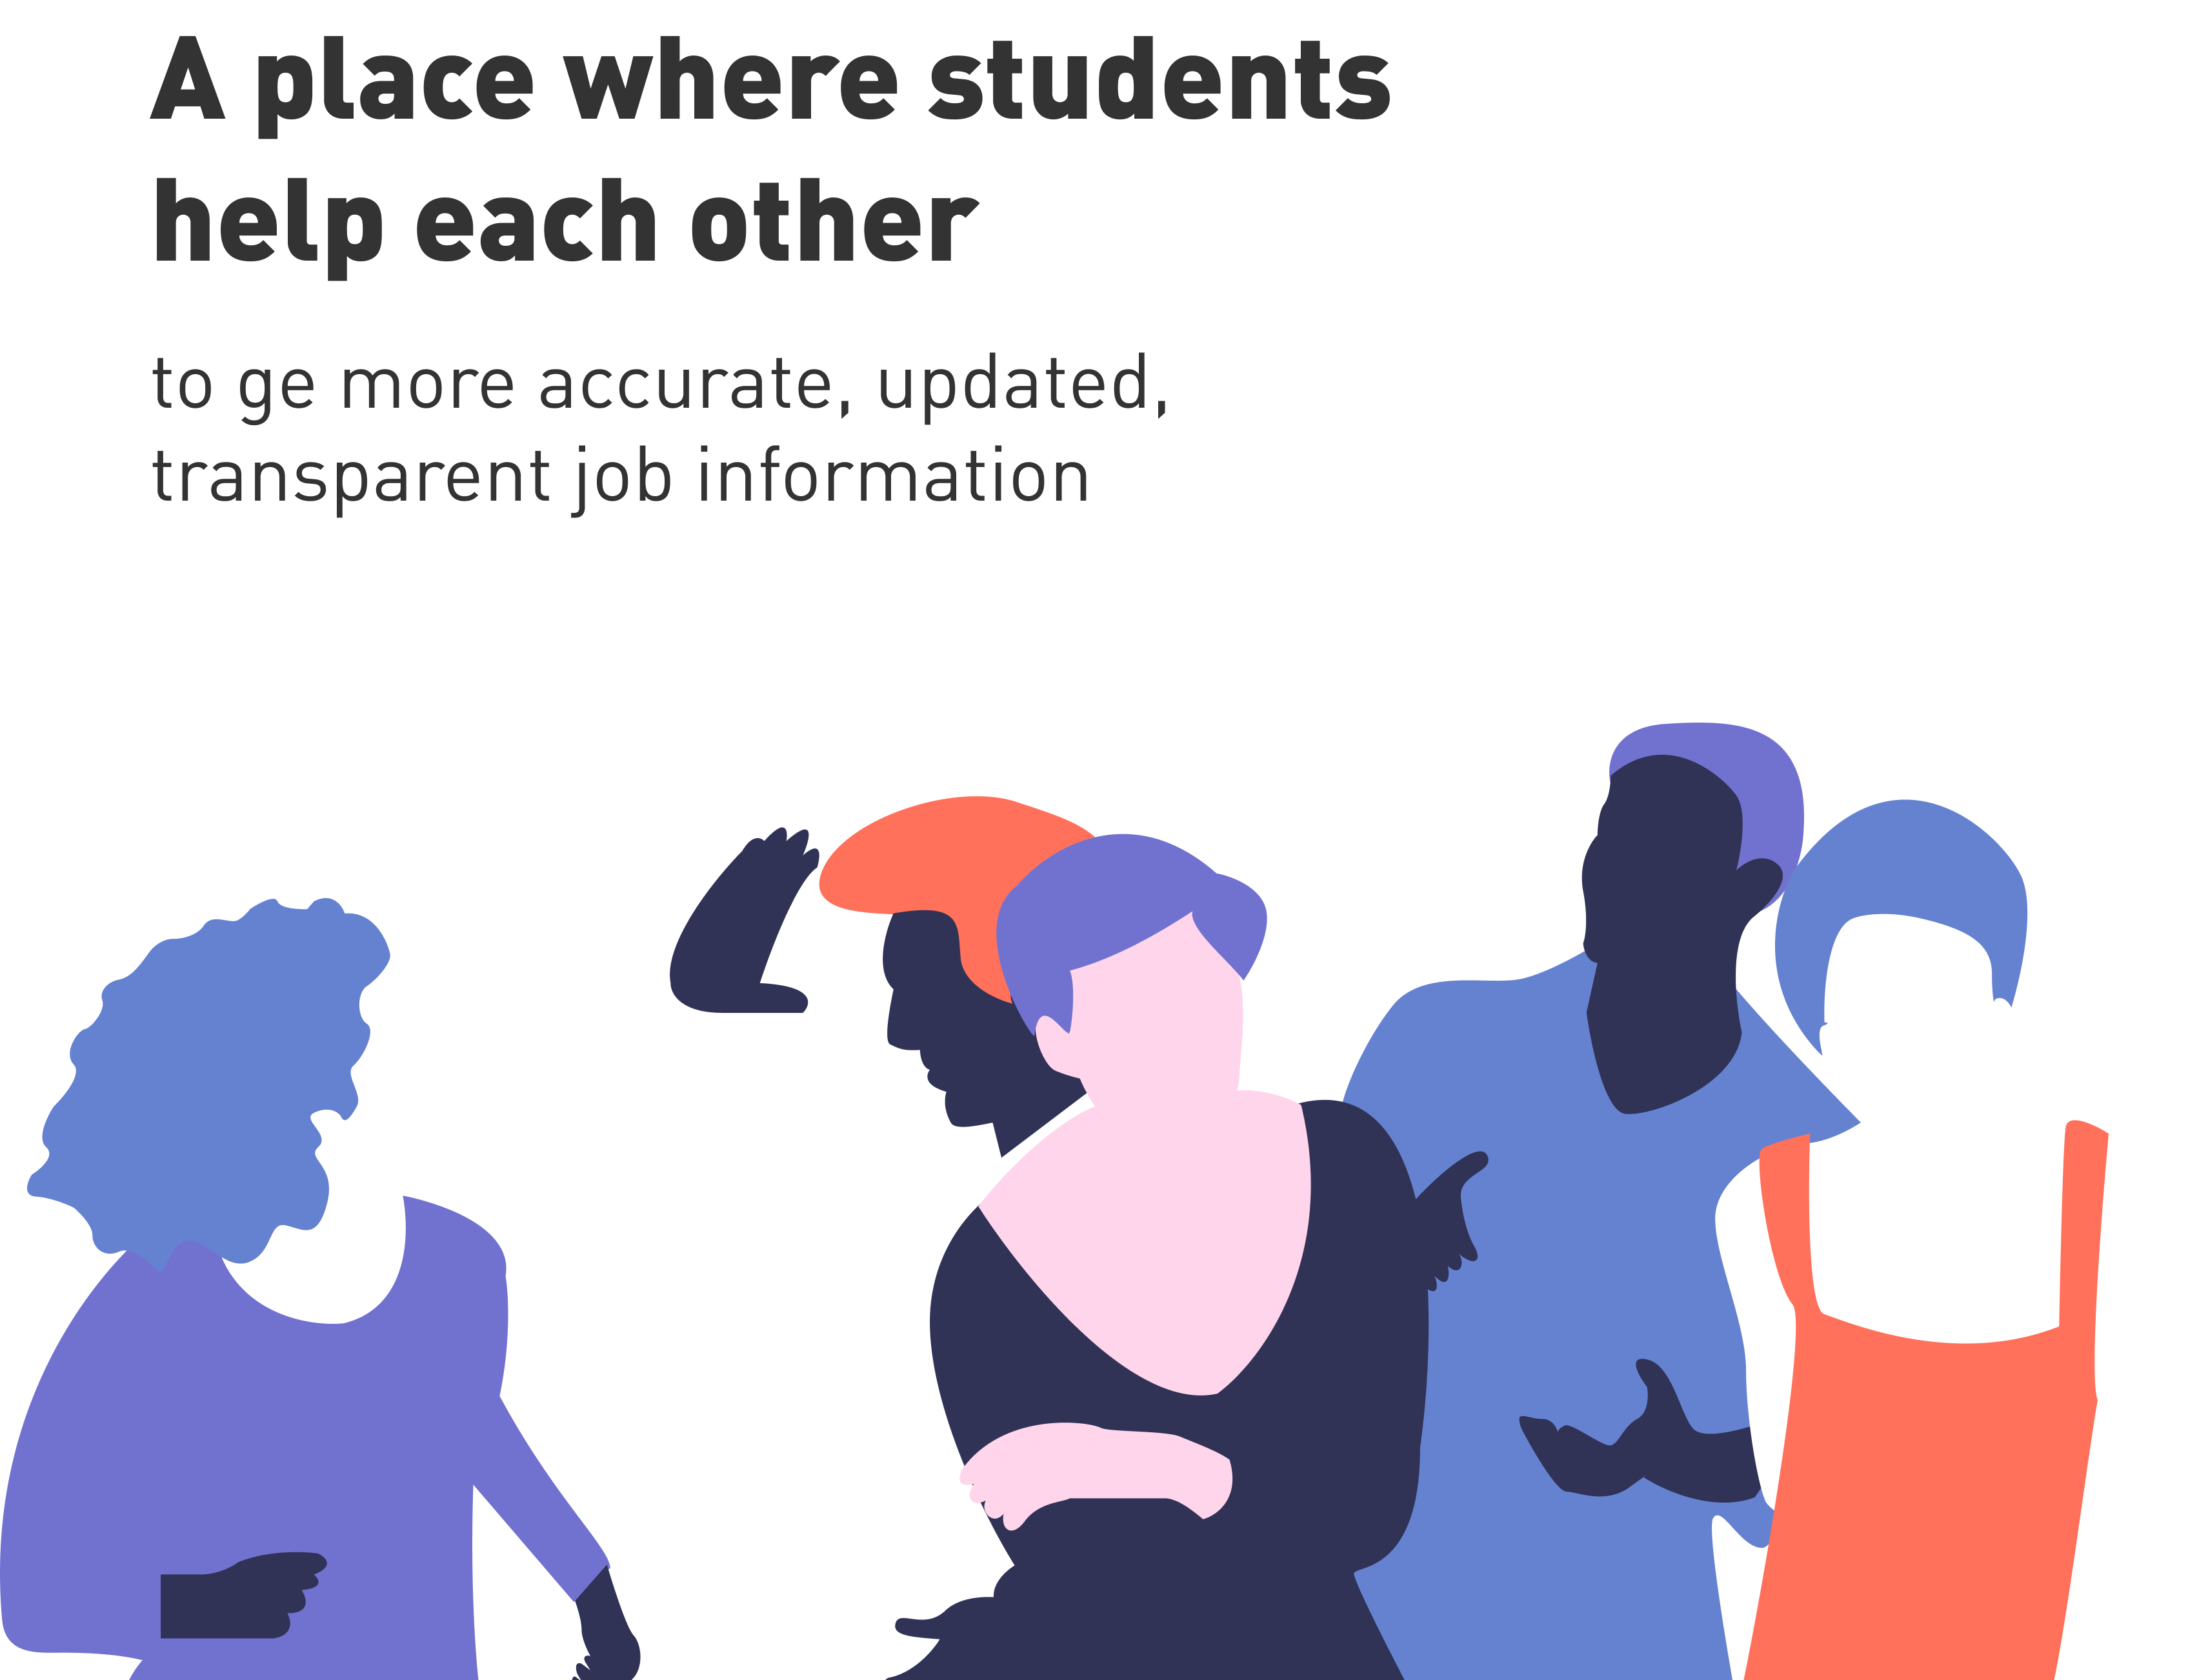 A place where students
help each other
to ge more accurate, updated,
transparent job information